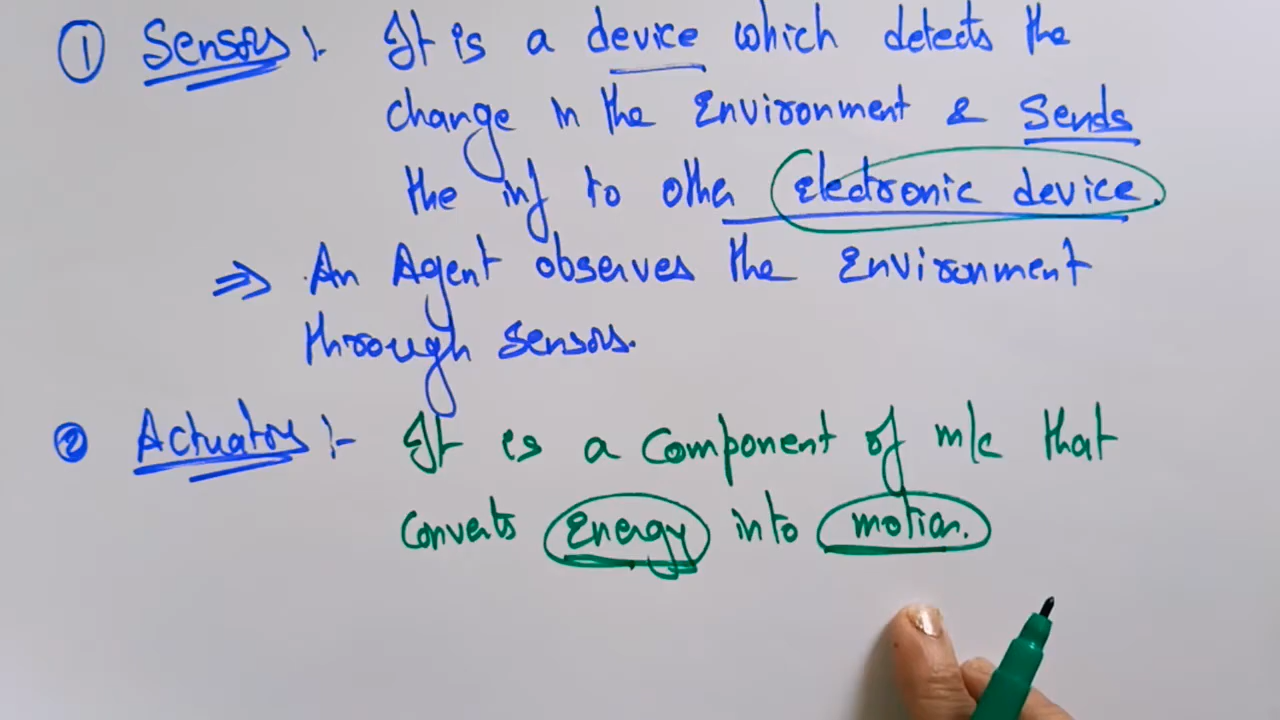 ① Sensors :- It is a device which detects the
change in the Environment & Sends
the inf to other Electronic device.
⇒ An Agent observes the Environment
through sensors.
② Actuators :- It is a component of m/c that
converts Energy into motion.